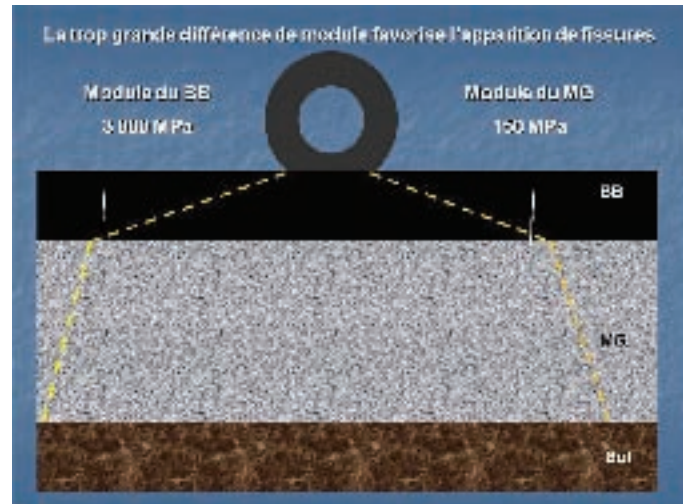 La trop grande différence de module favorise l'apparition de fissures
Module du BB
3 000 MPa
Module du MG
150 MPa
BB
MG